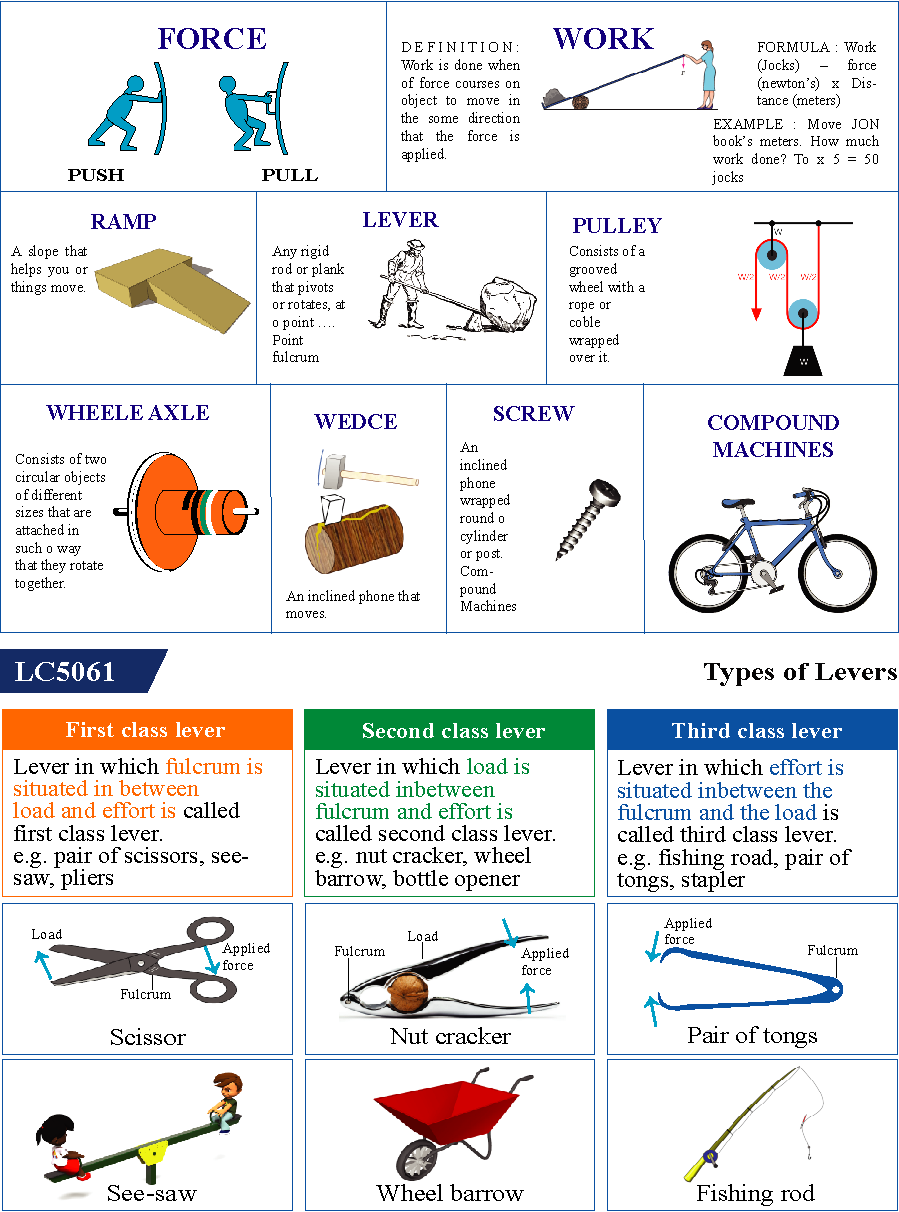 FORCE
PUSH
PULL
DEFINITION:
Work is done when
of force courses on
object to move in
the some direction
that the force is
applied.
WORK
F
FORMULA : Work
(Jocks) – force
(newton's) x Dis-
tance (meters)
EXAMPLE : Move JON
book's meters. How much
work done? To x 5 = 50
jocks
RAMP
A slope that
helps you or
things move.
LEVER
Any rigid
rod or plank
that pivots
or rotates, at
o point ….
Point
fulcrum
PULLEY
Consists of a
grooved
wheel with a
rope or
coble
wrapped
over it.
W
W/2
W/2
W/2
W
WHEELE AXLE
Consists of two
circular objects
of different
sizes that are
attached in
such o way
that they rotate
together.
WEDCE
An inclined phone that
moves.
SCREW
An
inclined
phone
wrapped
round o
cylinder
or post.
Com-
pound
Machines
COMPOUND
MACHINES
LC5061
Types of Levers
First class lever
Lever in which fulcrum is
situated in between
load and effort is called
first class lever.
e.g. pair of scissors, see-
saw, pliers
Second class lever
Lever in which load is
situated inbetween
fulcrum and effort is
called second class lever.
e.g. nut cracker, wheel
barrow, bottle opener
Third class lever
Lever in which effort is
situated inbetween the
fulcrum and the load is
called third class lever.
e.g. fishing road, pair of
tongs, stapler
Load
Applied
force
Fulcrum
Scissor
Fulcrum
Load
Applied
force
Nut cracker
Applied
force
Fulcrum
Pair of tongs
See-saw
Wheel barrow
Fishing rod